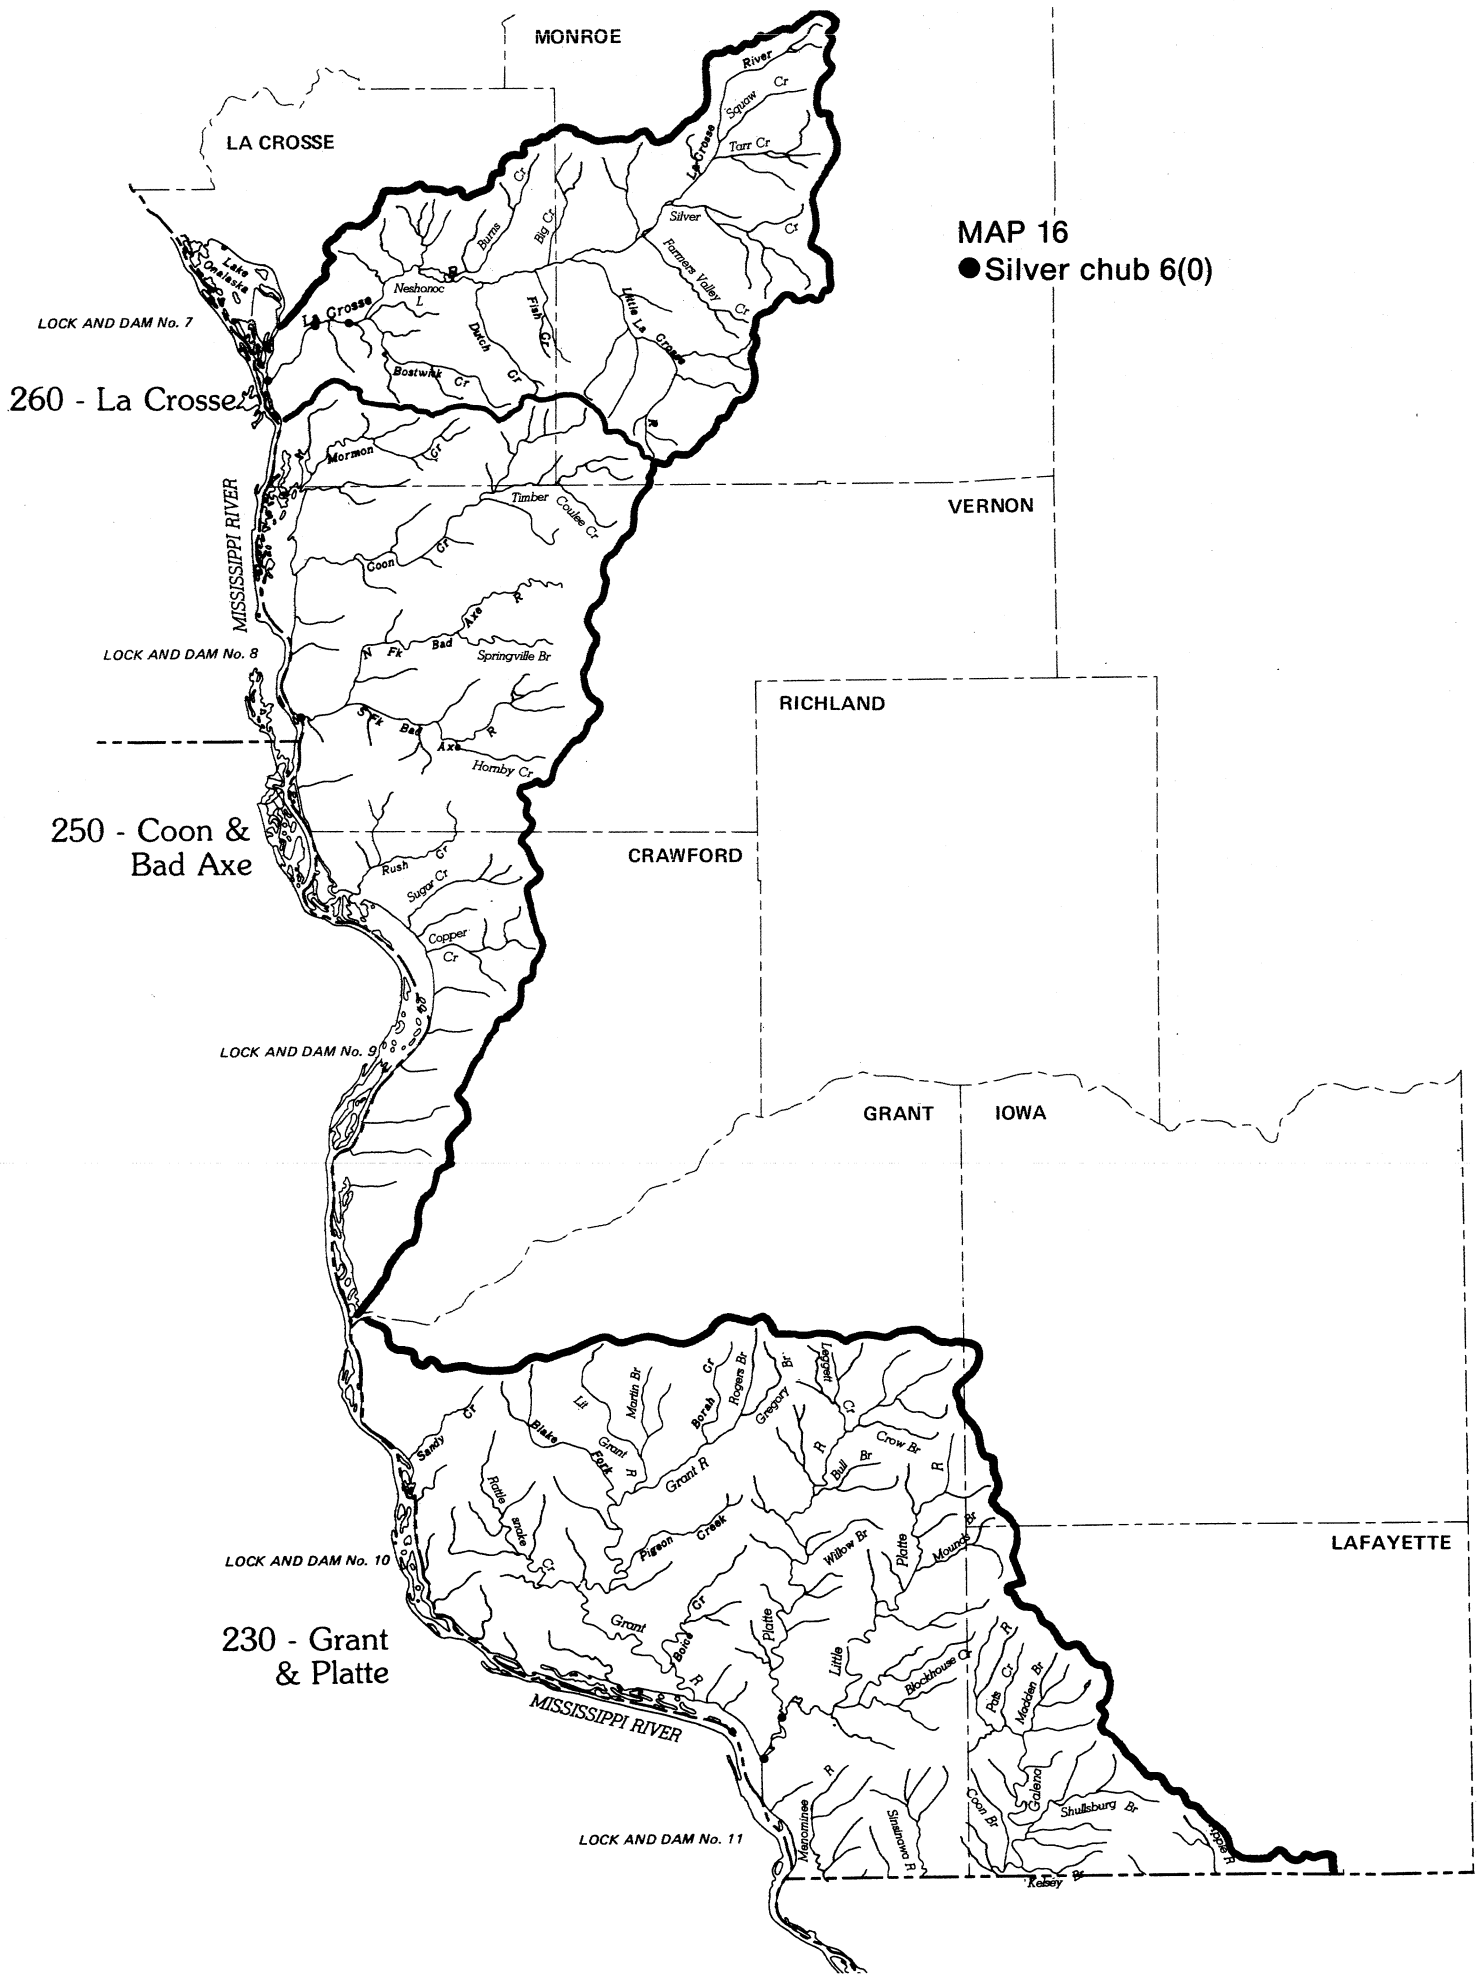 MONROE
River
Squaw Cr
LA CROSSE
La Crosse
Tarr Cr
Cr
Burns
Big Cr
Silver
Cr
MAP 16
Silver chub 6(0)
Lake
Onalaska
Farmers Valley Cr
R
Neshonoc
L
La Crosse
Fish Cr
Little La Crosse
R
LOCK AND DAM No. 7
Dutch Cr
Bostwick Cr
260 - La Crosse
Mormon Cr
MISSISSIPPI RIVER
Timber Coulee Cr
VERNON
Coon Cr
N Fk Bad Axe R
Springville Br
LOCK AND DAM No. 8
RICHLAND
S Fk Bad Axe R
Hornby Cr
250 - Coon &
Bad Axe
CRAWFORD
Rush Cr
Sugar Cr
Copper
Cr
LOCK AND DAM No. 9
GRANT
IOWA
Lit Grant R
Martin Br
Borah Cr
Rogers Br
Gregory Br
Leggett Cr
Sandy Cr
Blake Fork
Grant R
R
Crow Br
Bull Br
R
Rattle snake Cr
Pigeon Creek
Willow Br
Platte
Mounds Br
LAFAYETTE
LOCK AND DAM No. 10
Grant
Boice Cr
R
Platte
Little
R
230 - Grant
& Platte
Blockhouse Cr
Pats Cr
R
Madden Br
MISSISSIPPI RIVER
Menominee R
Sinsinawa R
Coon Br
Galena
Shullsburg Br
Apple R
LOCK AND DAM No. 11
Kelsey Br